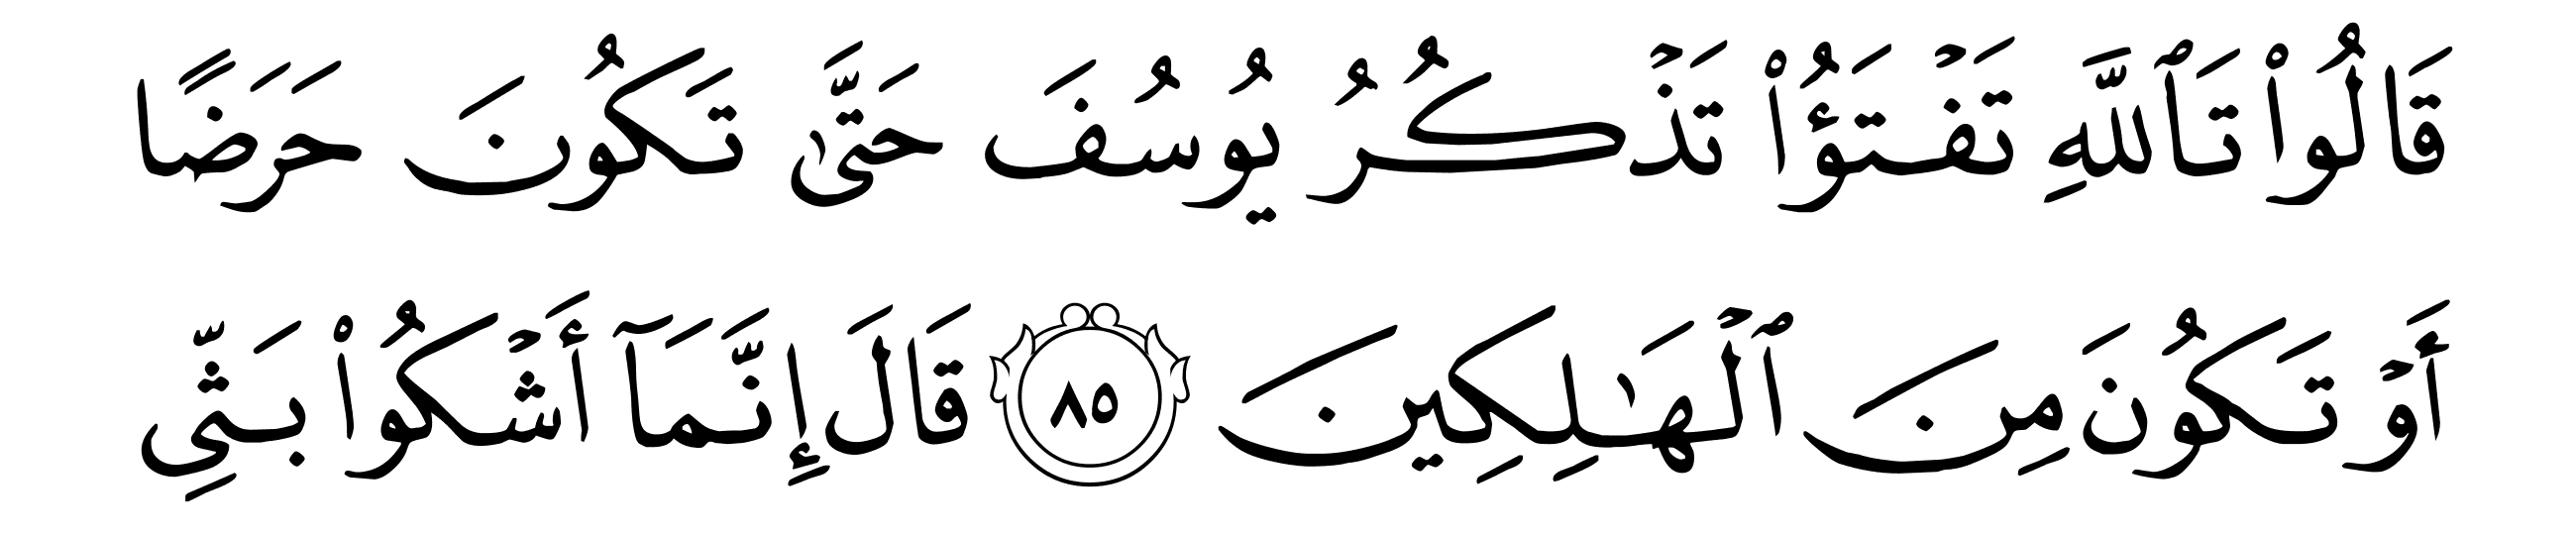 قَالُوا۟ تَٱللَّهِ تَفْتَؤُا۟ تَذْكُرُ يُوسُفَ حَتَّىٰ تَكُونَ حَرَضًا
أَوْ تَكُونَ مِنَ ٱلْهَـٰلِكِينَ ٨٥ قَالَ إِنَّمَآ أَشْكُوا۟ بَثِّى